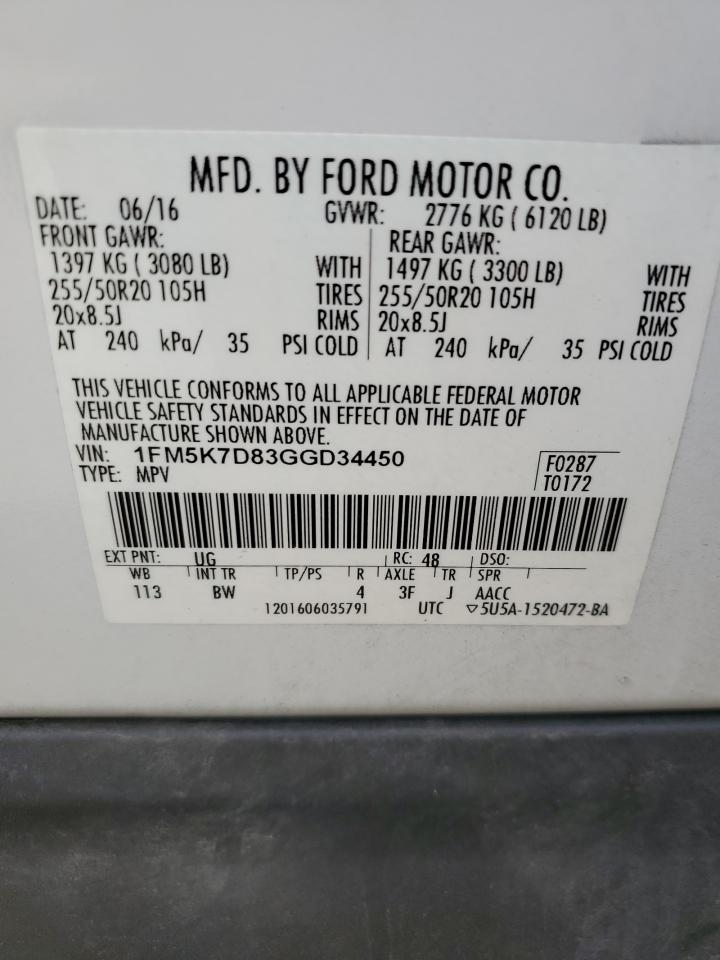 MFD. BY FORD MOTOR CO.
DATE: 06/16 GVWR: 2776 KG ( 6120 LB)
FRONT GAWR: REAR GAWR:
1397 KG ( 3080 LB) WITH 1497 KG ( 3300 LB) WITH
255/50R20 105H TIRES 255/50R20 105H TIRES
20x8.5J RIMS 20x8.5J RIMS
AT 240 kPa/ 35 PSI COLD AT 240 kPa/ 35 PSI COLD
THIS VEHICLE CONFORMS TO ALL APPLICABLE FEDERAL MOTOR
VEHICLE SAFETY STANDARDS IN EFFECT ON THE DATE OF
MANUFACTURE SHOWN ABOVE.
VIN: 1FM5K7D83GGD34450 F0287
TYPE: MPV T0172
EXT PNT: UG RC: 48 DSO:
WB INT TR TP/PS R AXLE TR SPR
113 BW 4 3F J AACC
1201606035791 UTC ▽5U5A-1520472-BA